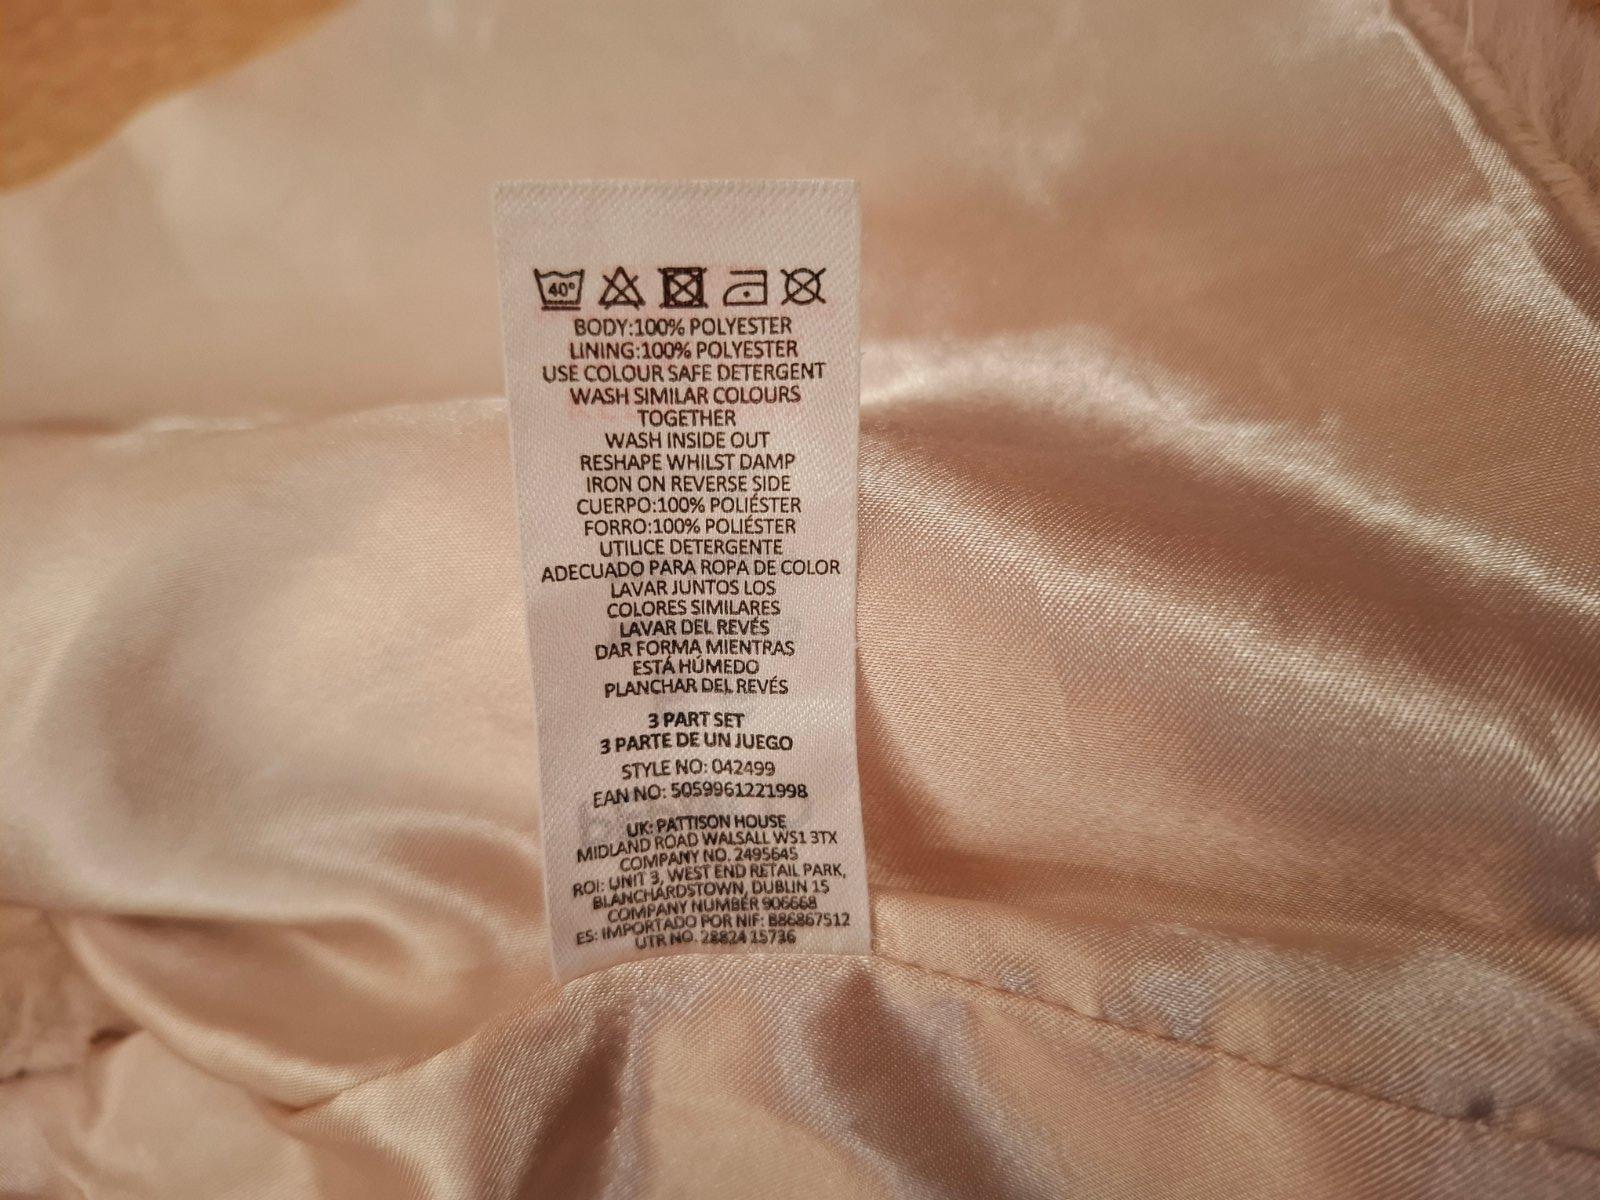 40°
BODY:100% POLYESTER
LINING:100% POLYESTER
USE COLOUR SAFE DETERGENT
WASH SIMILAR COLOURS
TOGETHER
WASH INSIDE OUT
RESHAPE WHILST DAMP
IRON ON REVERSE SIDE
CUERPO:100% POLIÉSTER
FORRO:100% POLIÉSTER
UTILICE DETERGENTE
ADECUADO PARA ROPA DE COLOR
LAVAR JUNTOS LOS
COLORES SIMILARES
LAVAR DEL REVÉS
DAR FORMA MIENTRAS
ESTÁ HÚMEDO
PLANCHAR DEL REVÉS
3 PART SET
3 PARTE DE UN JUEGO
STYLE NO: 042499
EAN NO: 5059961221998
UK: PATTISON HOUSE
MIDLAND ROAD WALSALL WS1 3TX
COMPANY NO. 2495645
ROI: UNIT 3, WEST END RETAIL PARK,
BLANCHARDSTOWN, DUBLIN 15
COMPANY NUMBER 906668
ES: IMPORTADO POR NIF: B86867512
UTR NO. 28824 15736